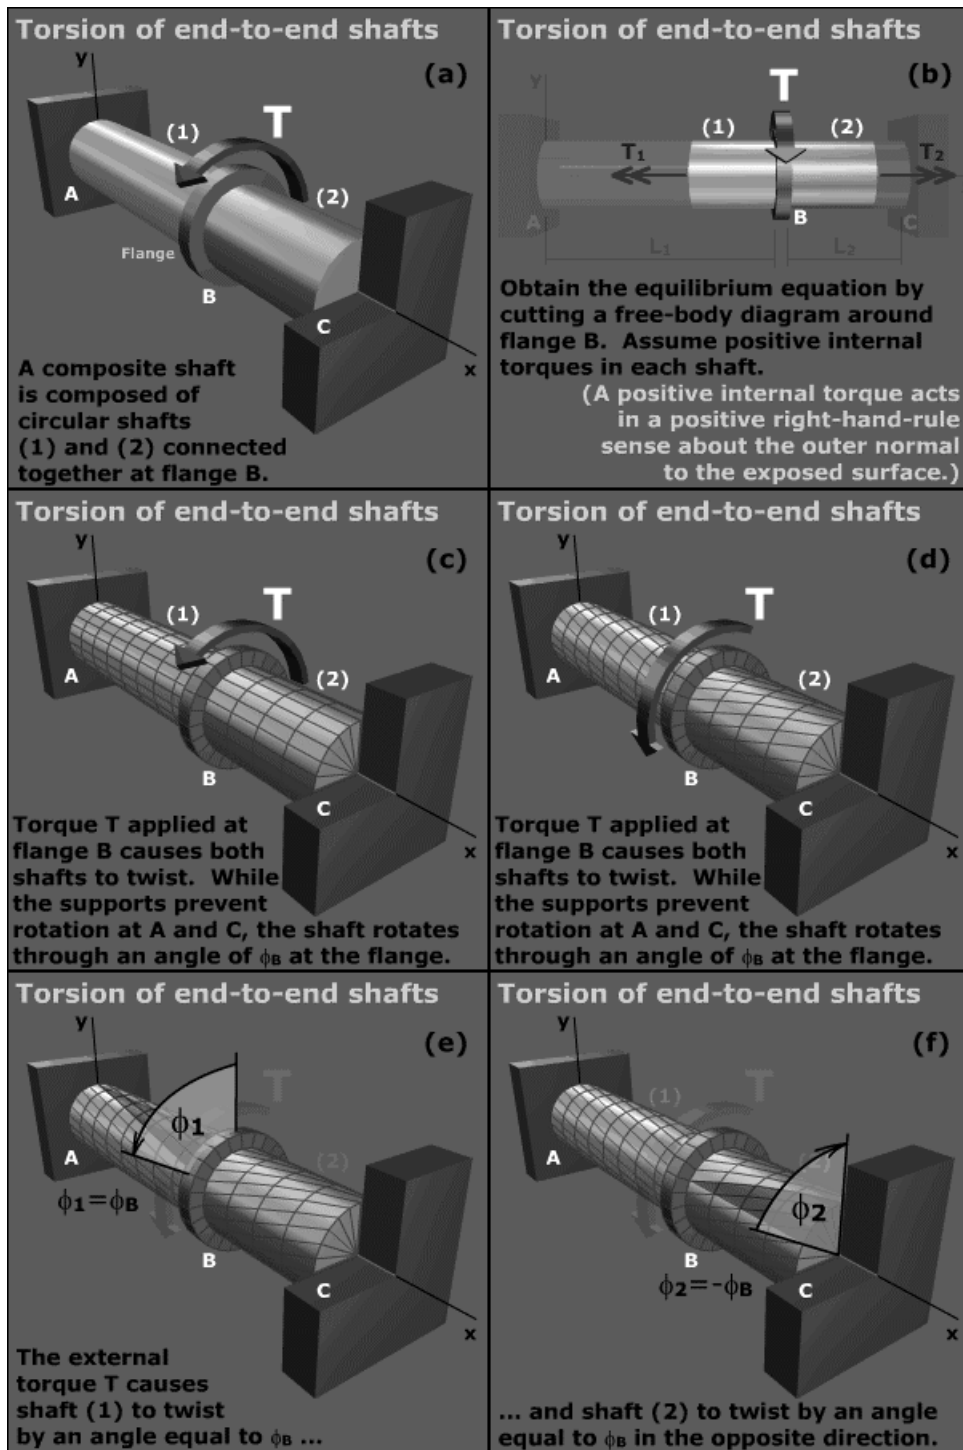 Torsion of end-to-end shafts
y
(a)
(1)
T
A
(2)
Flange
B
C
x
A composite shaft
is composed of
circular shafts
(1) and (2) connected
together at flange B.
Torsion of end-to-end shafts
(b)
y
T
(1)
(2)
T1
T2
A
B
C
L1
L2
Obtain the equilibrium equation by
cutting a free-body diagram around
flange B. Assume positive internal
torques in each shaft.
(A positive internal torque acts
in a positive right-hand-rule
sense about the outer normal
to the exposed surface.)
Torsion of end-to-end shafts
y
(c)
(1)
T
A
(2)
B
C
x
Torque T applied at
flange B causes both
shafts to twist. While
the supports prevent
rotation at A and C, the shaft rotates
through an angle of ϕB at the flange.
Torsion of end-to-end shafts
y
(d)
(1)
T
A
(2)
B
C
x
Torque T applied at
flange B causes both
shafts to twist. While
the supports prevent
rotation at A and C, the shaft rotates
through an angle of ϕB at the flange.
Torsion of end-to-end shafts
y
(e)
T
ϕ1
A
(2)
ϕ1=ϕB
B
C
x
The external
torque T causes
shaft (1) to twist
by an angle equal to ϕB ...
Torsion of end-to-end shafts
y
(f)
(1)
T
A
(2)
ϕ2
B
ϕ2=-ϕB
C
x
... and shaft (2) to twist by an angle
equal to ϕB in the opposite direction.